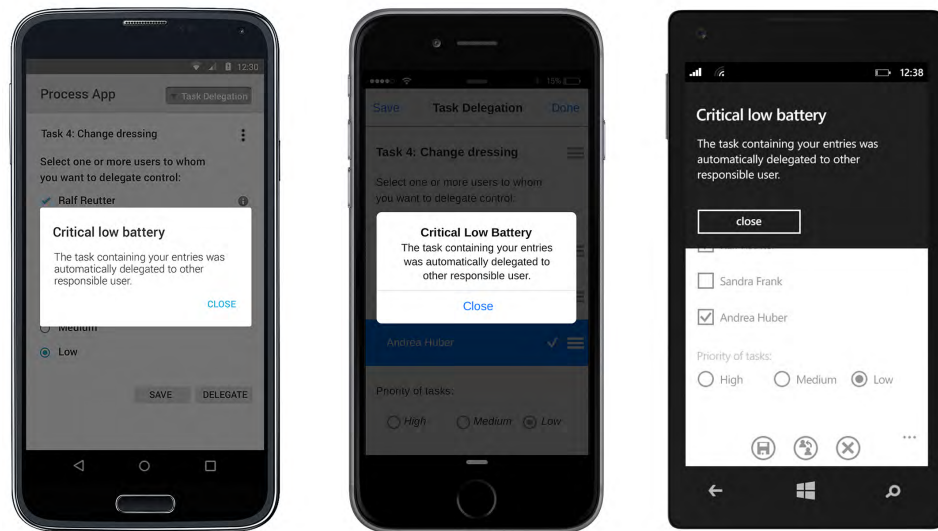 12:30
Process App
Task Delegation
Task 4: Change dressing
Select one or more users to whom
you want to delegate control:
Ralf Reutter
Critical low battery
The task containing your entries was
automatically delegated to other
responsible user.
CLOSE
Medium
Low
SAVE
DELEGATE
15%
Save
Task Delegation
Done
Task 4: Change dressing
Select one or more users to whom
you want to delegate control:
Critical Low Battery
The task containing your entries
was automatically delegated to
other responsible user.
Close
Andrea Huber
Priority of tasks:
High
Medium
Low
12:38
Critical low battery
The task containing your entries was
automatically delegated to other
responsible user.
close
Sandra Frank
Andrea Huber
Priority of tasks:
High
Medium
Low